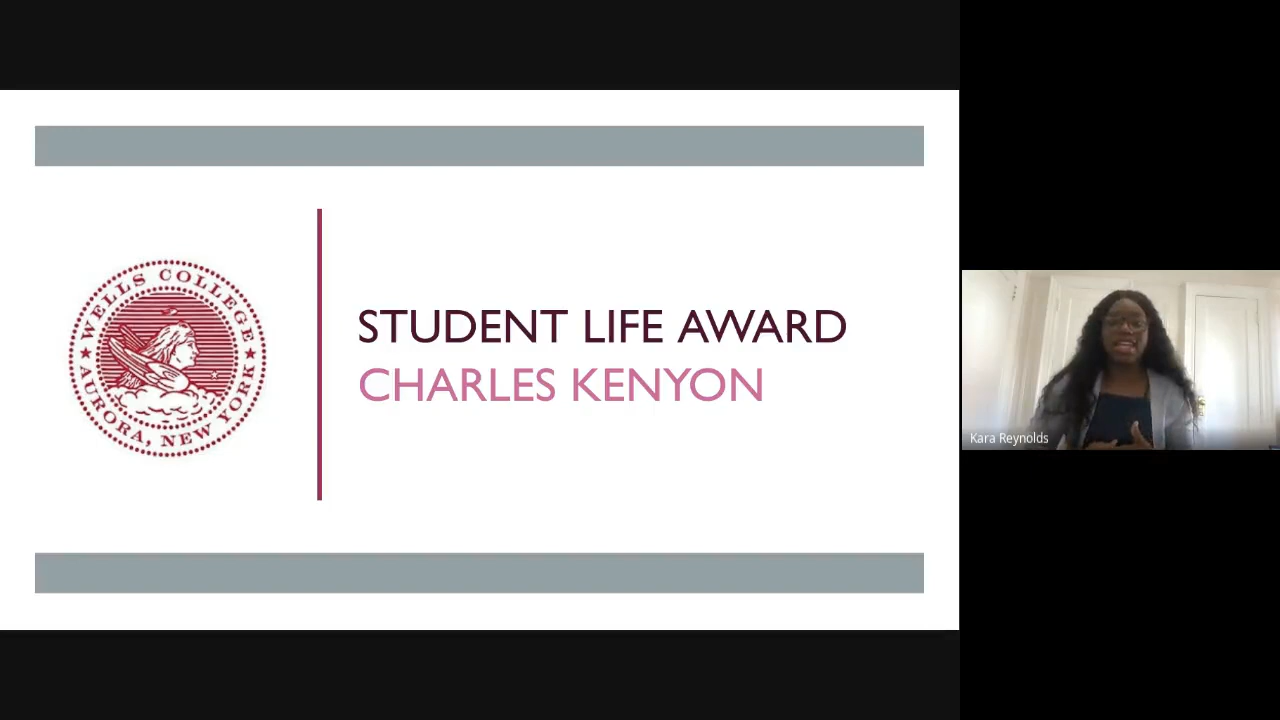 WELLS COLLEGE
AURORA, NEW YORK
STUDENT LIFE AWARD
CHARLES KENYON
Kara Reynolds